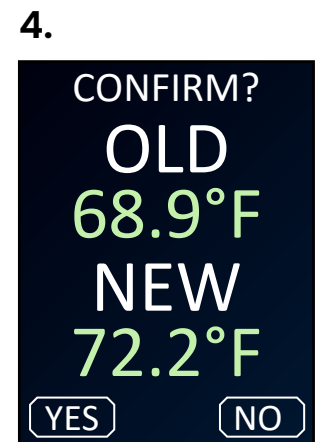 4.
CONFIRM?
OLD
68.9°F
NEW
72.2°F
YES NO